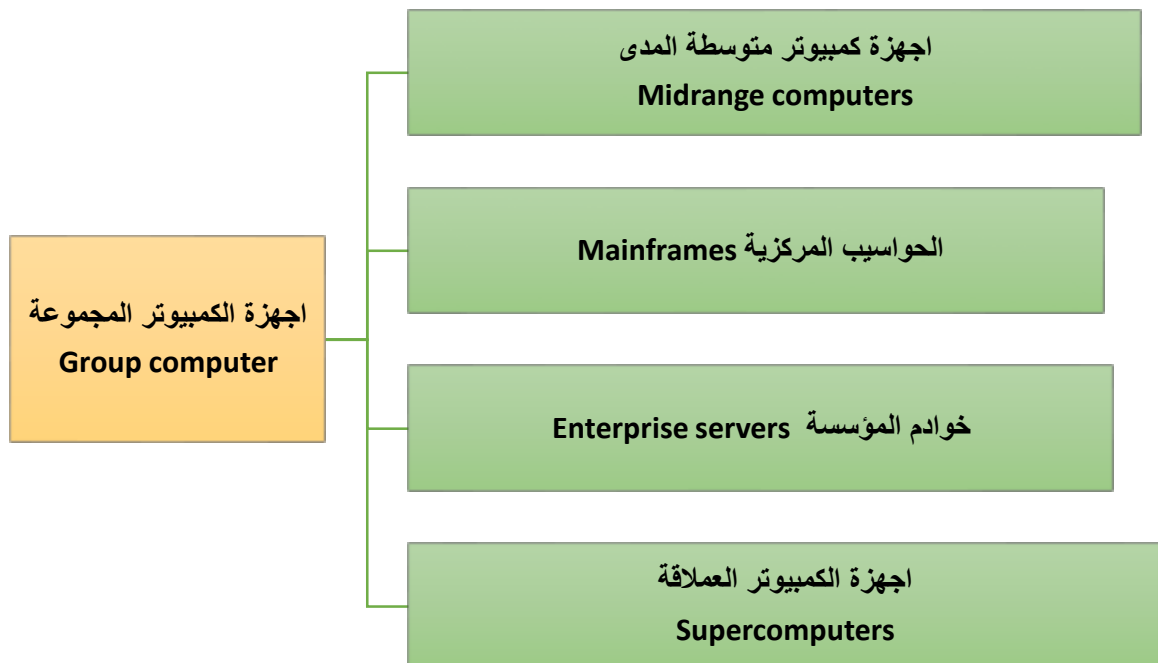 اجهزة كمبيوتر متوسطة المدى
Midrange computers
الحواسيب المركزية Mainframes
اجهزة الكمبيوتر المجموعة
Group computer
خوادم المؤسسة Enterprise servers
اجهزة الكمبيوتر العملاقة
Supercomputers